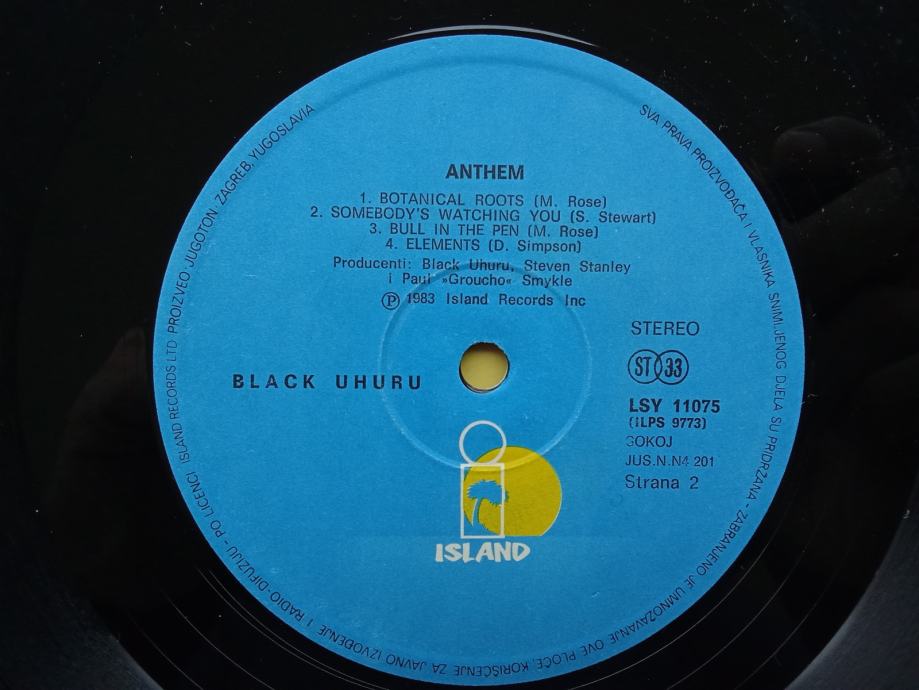 ANTHEM
1. BOTANICAL ROOTS (M. Rose)
2. SOMEBODY'S WATCHING YOU (S. Stewart)
3. BULL IN THE PEN (M. Rose)
4. ELEMENTS (D. Simpson)
Producenti: Black Uhuru, Steven Stanley
i Paul »Groucho« Smykle
Ⓟ 1983 Island Records Inc
STEREO
ST 33
BLACK UHURU
LSY 11075
(ILPS 9773)
SOKOJ
JUS.N.N4 201
Strana 2
i
ISLAND
PROIZVEO JUGOTON ZAGREB, YUGOSLAVIA
SVA PRAVA PROIZVOĐAČA I VLASNIKA SNIMLJENOG DJELA SU PRIDRŽANA - ZABRANJENO JE UMNOŽAVANJE OVE PLOČE, KORIŠĆENJE ZA JAVNO IZVOĐENJE I RADIO-DIFUZIJU - PO LICENCI ISLAND RECORDS LTD